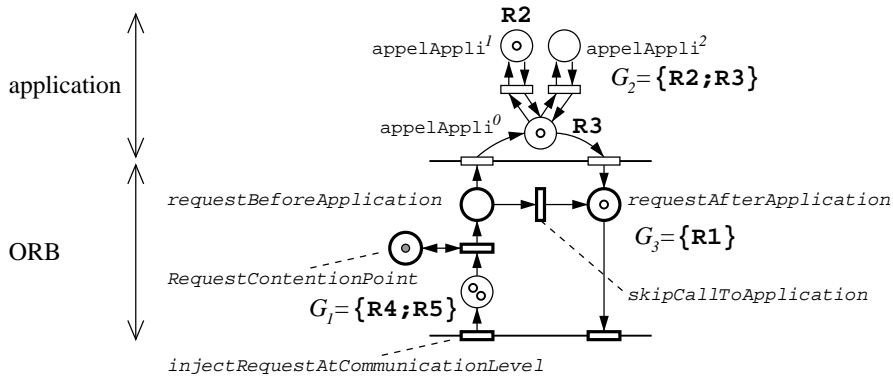 R2
appelAppli¹ appelAppli²
G₂={R2;R3}
application
appelAppli⁰ R3
requestBeforeApplication requestAfterApplication
G₃={R1}
ORB
RequestContentionPoint
skipCallToApplication
G₁={R4;R5}
injectRequestAtCommunicationLevel